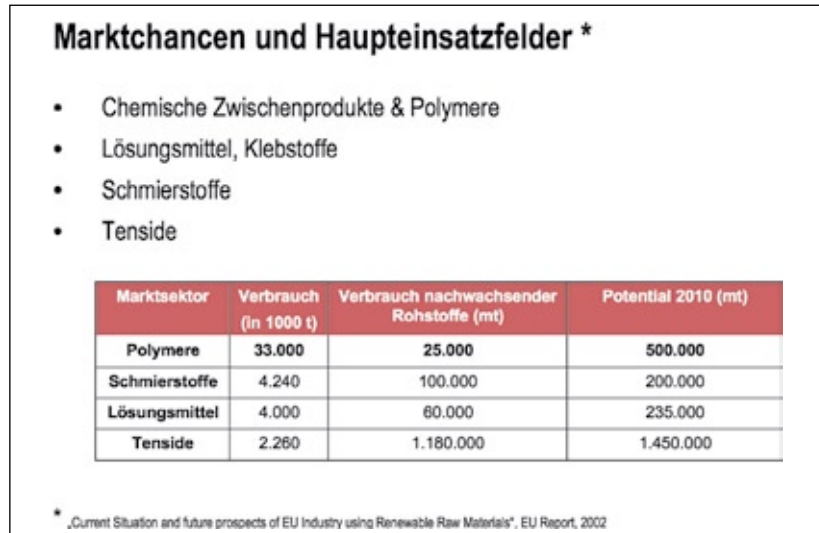 Marktchancen und Haupteinsatzfelder *
• Chemische Zwischenprodukte & Polymere
• Lösungsmittel, Klebstoffe
• Schmierstoffe
• Tenside
Marktsektor Verbrauch (in 1000 t) Verbrauch nachwachsender Rohstoffe (mt) Potential 2010 (mt)
Polymere 33.000 25.000 500.000
Schmierstoffe 4.240 100.000 200.000
Lösungsmittel 4.000 60.000 235.000
Tenside 2.260 1.180.000 1.450.000
* „Current Situation and future prospects of EU Industry using Renewable Raw Materials", EU Report, 2002